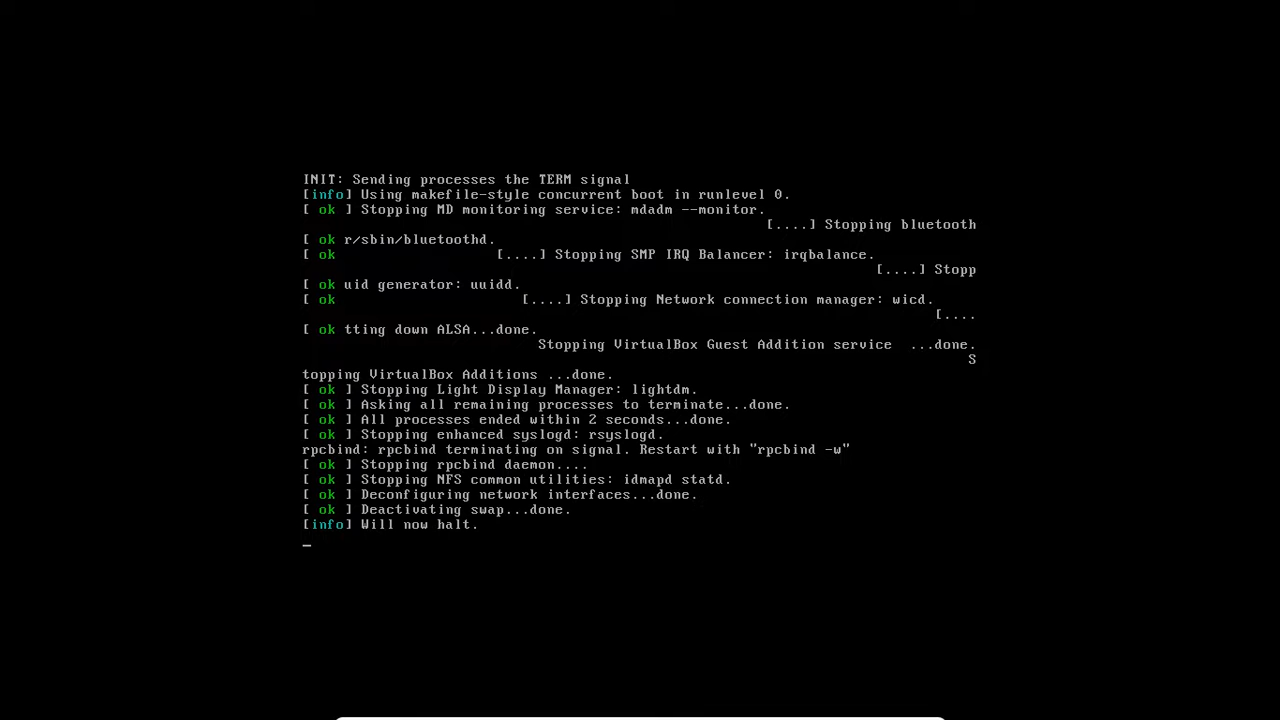 INIT: Sending processes the TERM signal
[info] Using makefile-style concurrent boot in runlevel 0.
[ ok ] Stopping MD monitoring service: mdadm --monitor.
[....] Stopping bluetooth
[ ok r/sbin/bluetoothd.
[ ok [....] Stopping SMP IRQ Balancer: irqbalance.
[....] Stopp
[ ok uid generator: uuidd.
[ ok [....] Stopping Network connection manager: wicd.
[....
[ ok tting down ALSA...done.
Stopping VirtualBox Guest Addition service  ...done.
S
topping VirtualBox Additions ...done.
[ ok ] Stopping Light Display Manager: lightdm.
[ ok ] Asking all remaining processes to terminate...done.
[ ok ] All processes ended within 2 seconds...done.
[ ok ] Stopping enhanced syslogd: rsyslogd.
rpcbind: rpcbind terminating on signal. Restart with "rpcbind -w"
[ ok ] Stopping rpcbind daemon....
[ ok ] Stopping NFS common utilities: idmapd statd.
[ ok ] Deconfiguring network interfaces...done.
[ ok ] Deactivating swap...done.
[info] Will now halt.